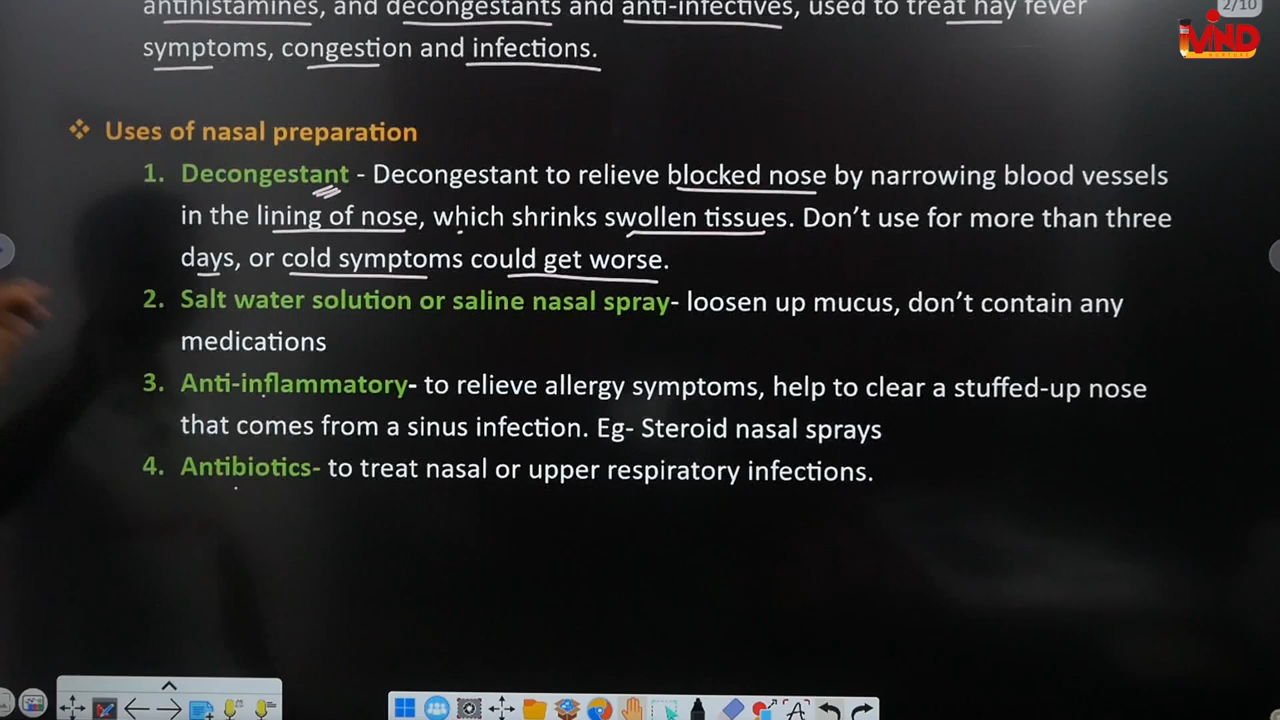 antihistamines, and decongestants and anti-infectives, used to treat hay fever
symptoms, congestion and infections.
2/10
MIND
❖ Uses of nasal preparation
1. Decongestant - Decongestant to relieve blocked nose by narrowing blood vessels
in the lining of nose, which shrinks swollen tissues. Don’t use for more than three
days, or cold symptoms could get worse.
2. Salt water solution or saline nasal spray- loosen up mucus, don’t contain any
medications
3. Anti-inflammatory- to relieve allergy symptoms, help to clear a stuffed-up nose
that comes from a sinus infection. Eg- Steroid nasal sprays
4. Antibiotics- to treat nasal or upper respiratory infections.